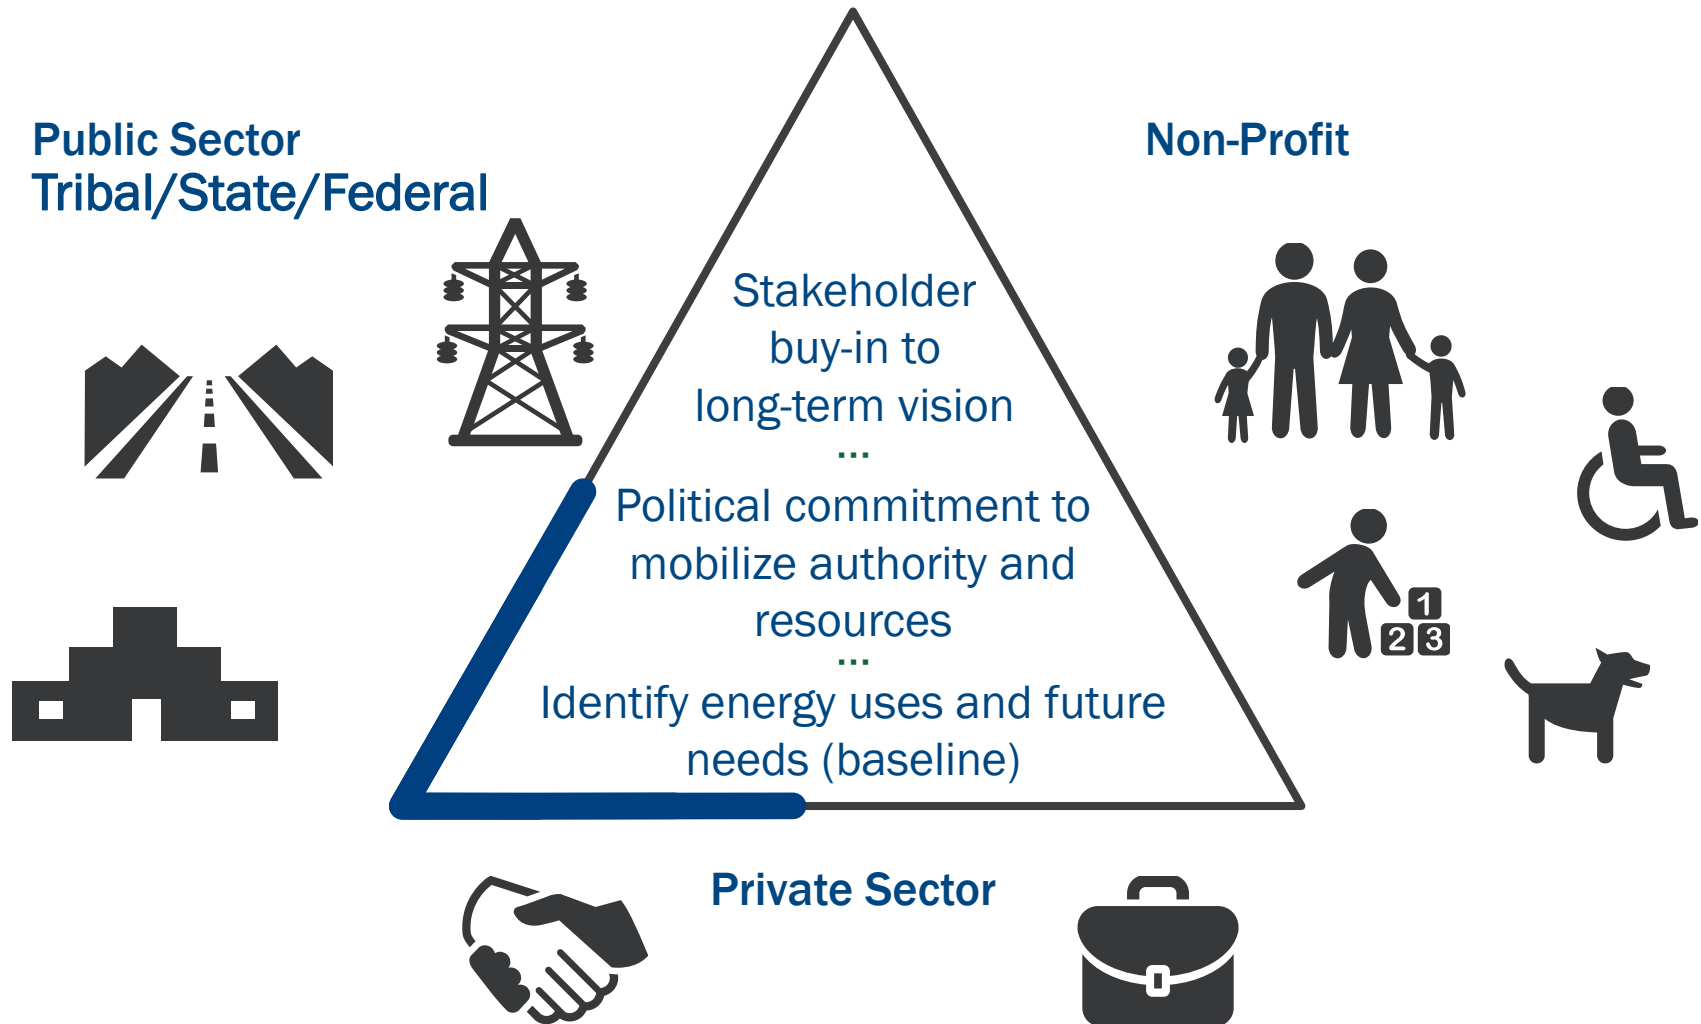 Public Sector
Tribal/State/Federal
Non-Profit
Stakeholder
buy-in to
long-term vision
...
Political commitment to
mobilize authority and
resources
...
Identify energy uses and future
needs (baseline)
1
2 3
Private Sector